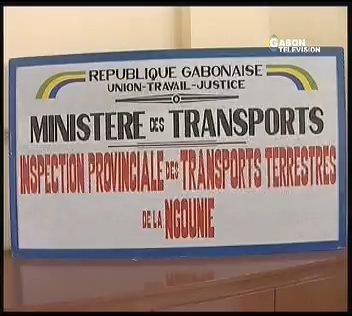 GABON
TELEVISION
REPUBLIQUE GABONAISE
UNION-TRAVAIL-JUSTICE
MINISTERE DES TRANSPORTS
INSPECTION PROVINCIALE DES TRANSPORTS TERRESTRES
DE LA NGOUNIE